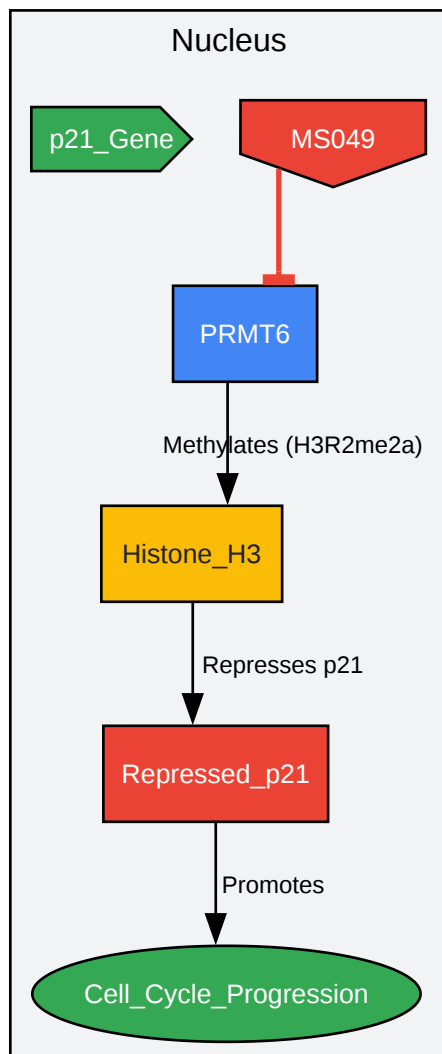 Nucleus
p21_Gene
MS049
PRMT6
Methylates (H3R2me2a)
Histone_H3
Represses p21
Repressed_p21
Promotes
Cell_Cycle_Progression